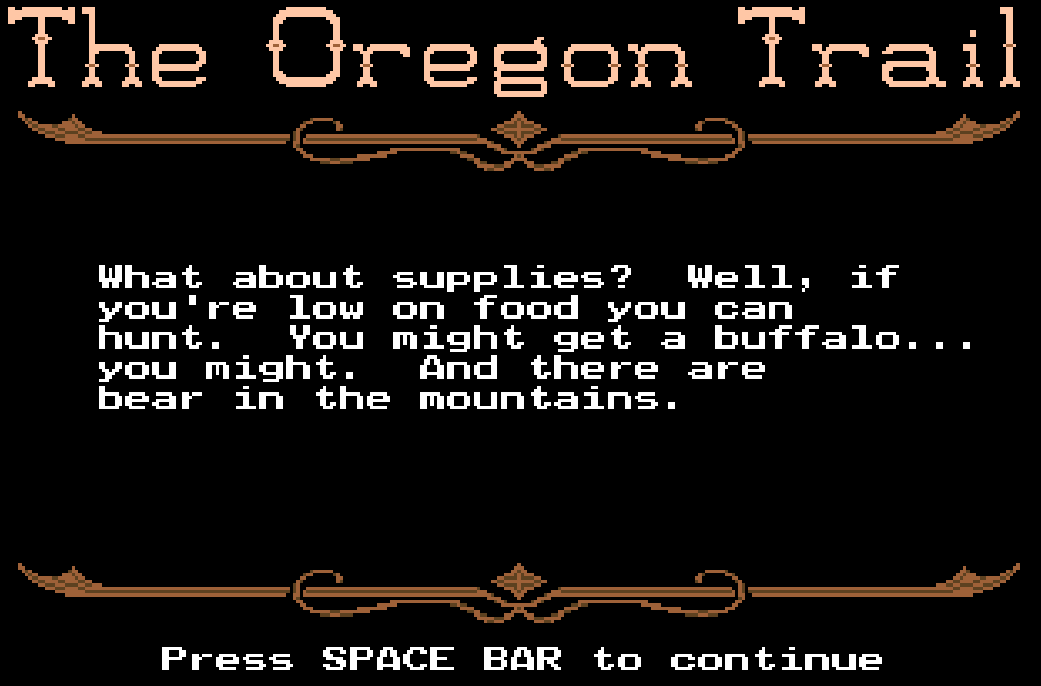 The Oregon Trail
What about supplies?  Well, if
you're low on food you can
hunt.  You might get a buffalo...
you might.  And there are
bear in the mountains.
Press SPACE BAR to continue